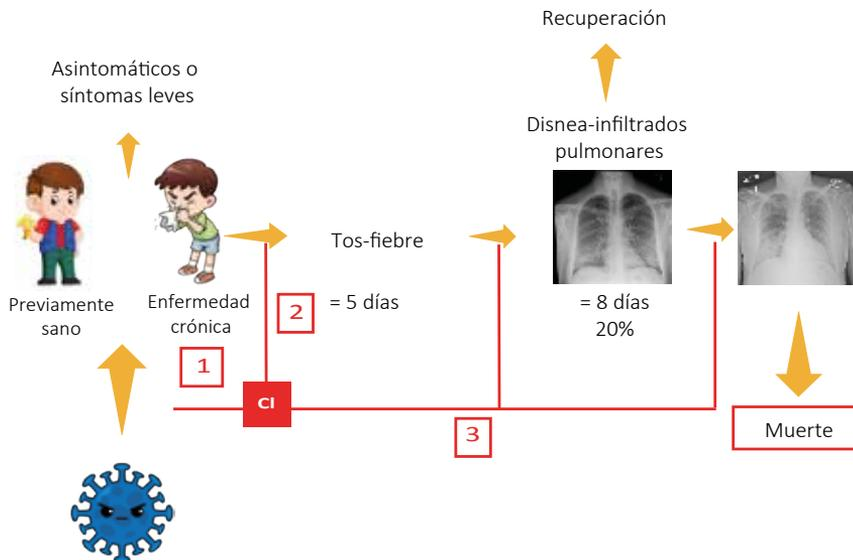 Recuperación
Asintomáticos o
síntomas leves
Disnea-infiltrados
pulmonares
Tos-fiebre
Previamente
sano
Enfermedad
crónica
2
= 5 días
= 8 días
20%
1
CI
3
Muerte